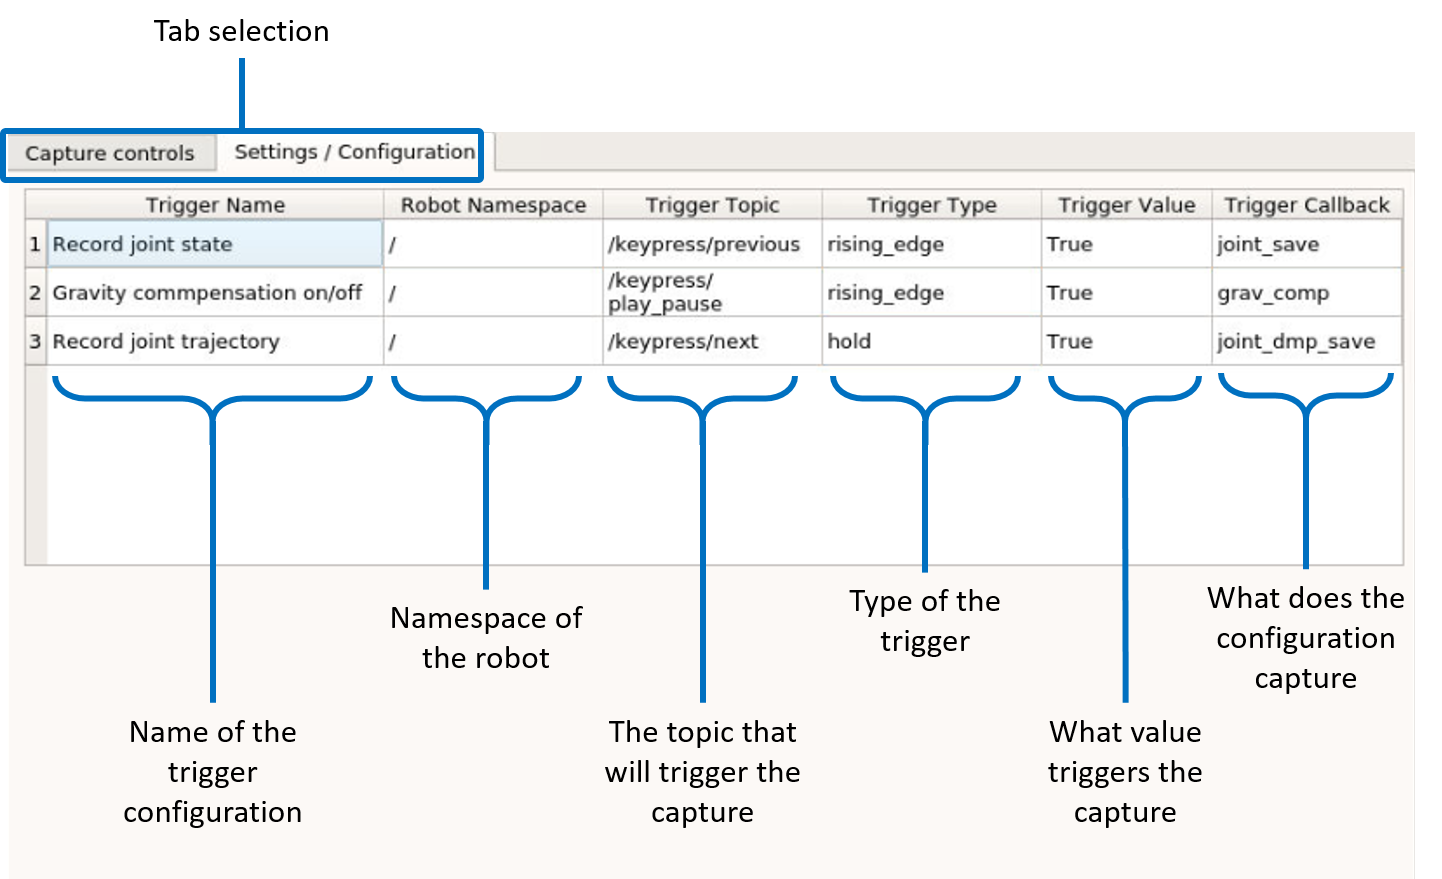 Tab selection
Capture controls
Settings / Configuration
Trigger Name
Robot Namespace
Trigger Topic
Trigger Type
Trigger Value
Trigger Callback
1
Record joint state
/
/keypress/previous
rising_edge
True
joint_save
2
Gravity commpensation on/off
/
/keypress/
play_pause
rising_edge
True
grav_comp
3
Record joint trajectory
/
/keypress/next
hold
True
joint_dmp_save
Name of the
trigger
configuration
Namespace of
the robot
The topic that
will trigger the
capture
Type of the
trigger
What value
triggers the
capture
What does the
configuration
capture